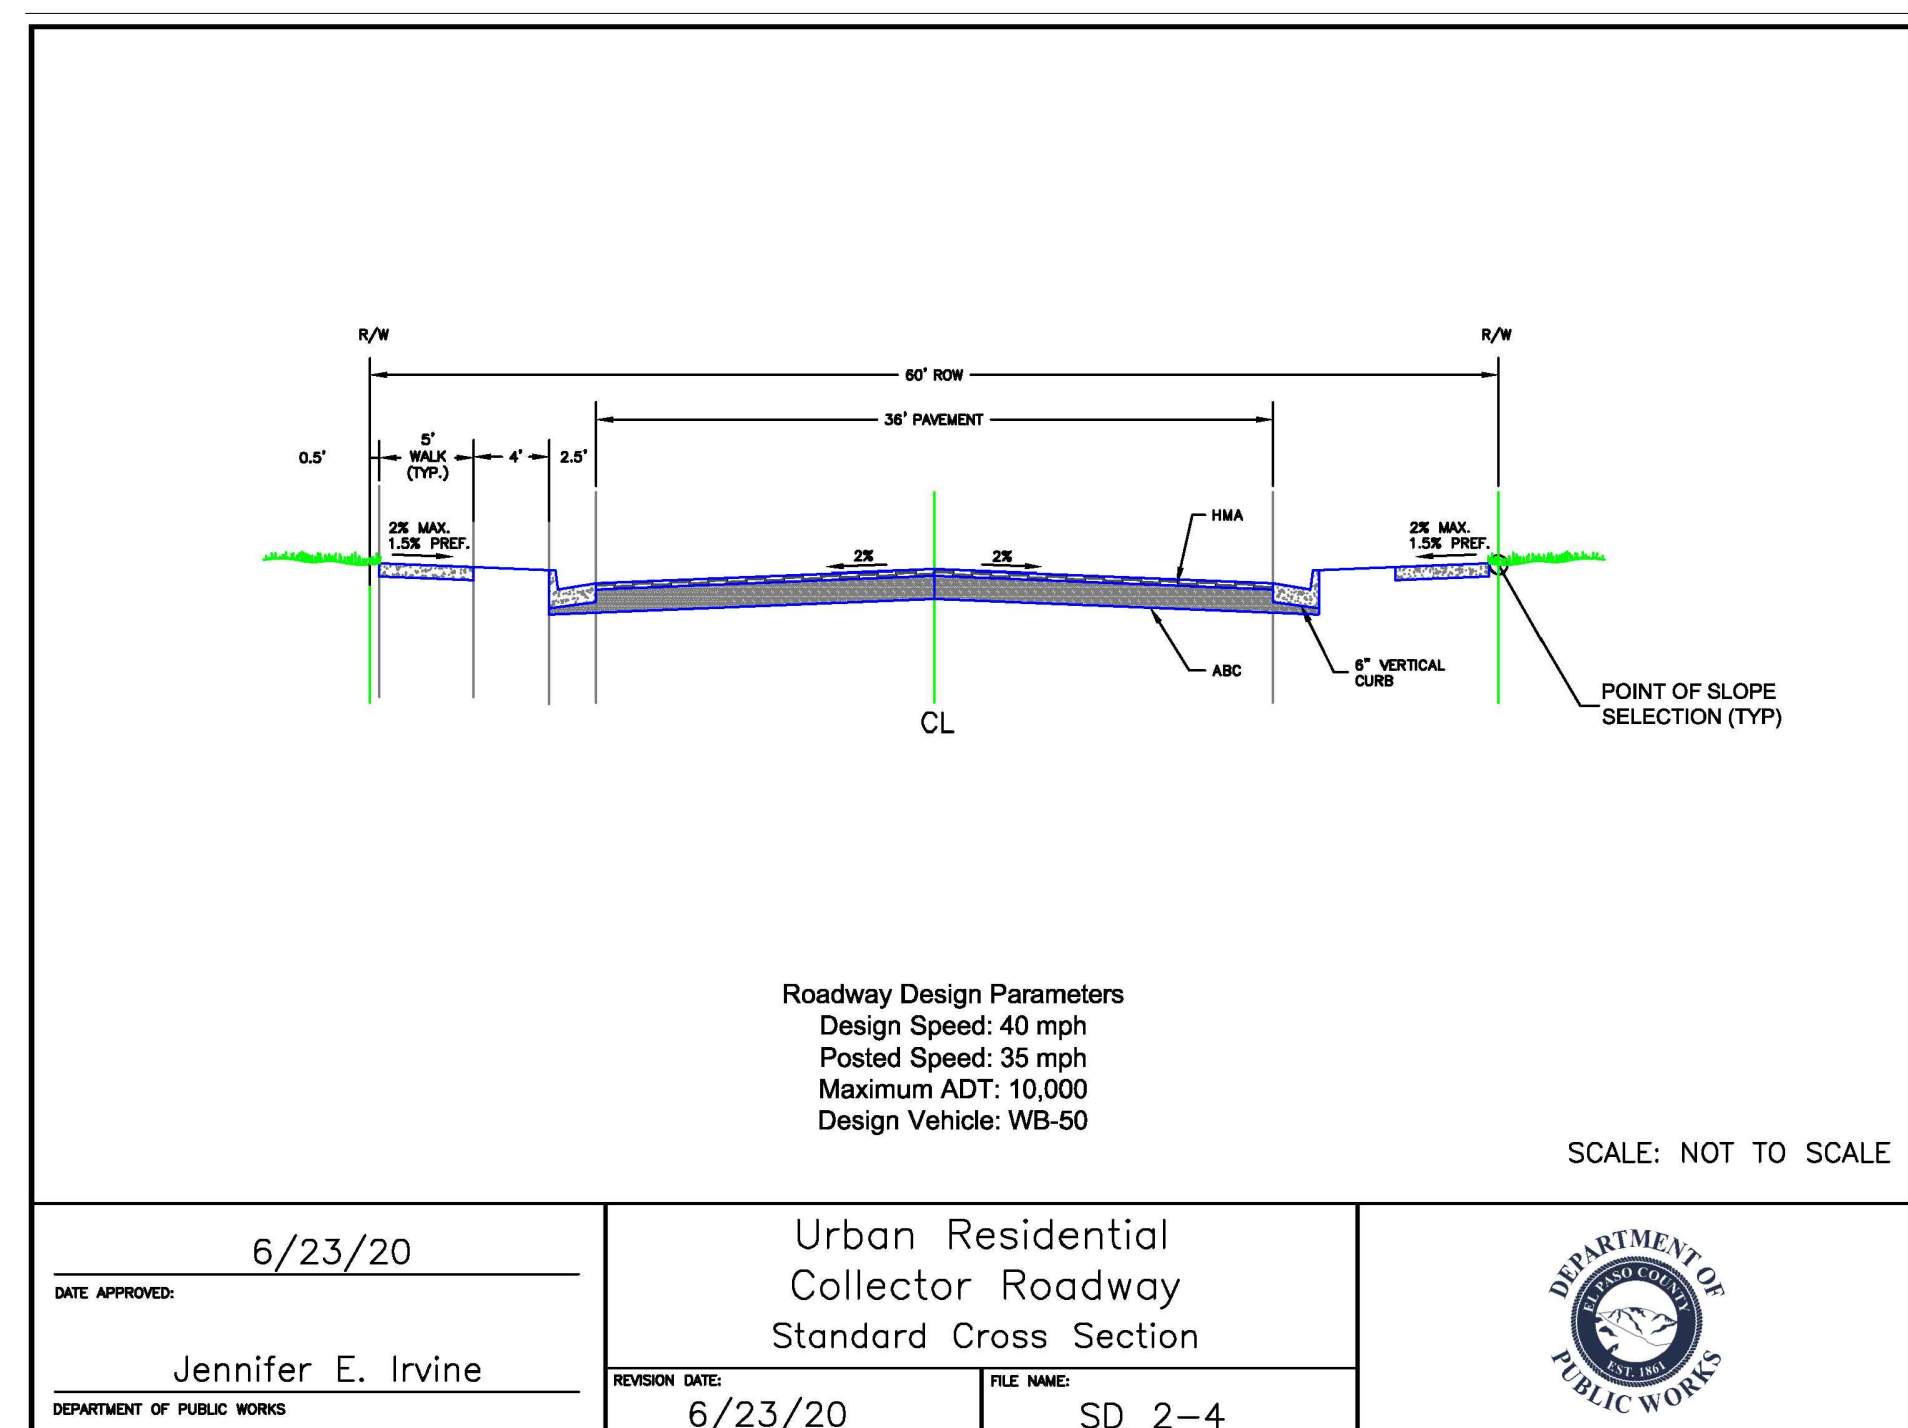 R/W
R/W
60' ROW
36' PAVEMENT
0.5'
5'
WALK
(TYP.)
4'
2.5'
2% MAX.
1.5% PREF.
2%
2%
HMA
2% MAX.
1.5% PREF.
ABC
6" VERTICAL
CURB
POINT OF SLOPE
SELECTION (TYP)
CL
Roadway Design Parameters
Design Speed: 40 mph
Posted Speed: 35 mph
Maximum ADT: 10,000
Design Vehicle: WB-50
SCALE: NOT TO SCALE
6/23/20
DATE APPROVED:
Jennifer E. Irvine
DEPARTMENT OF PUBLIC WORKS
Urban Residential
Collector Roadway
Standard Cross Section
REVISION DATE:
6/23/20
FILE NAME:
SD 2-4
DEPARTMENT OF
EL PASO COUNTY
EST. 1861
PUBLIC WORKS